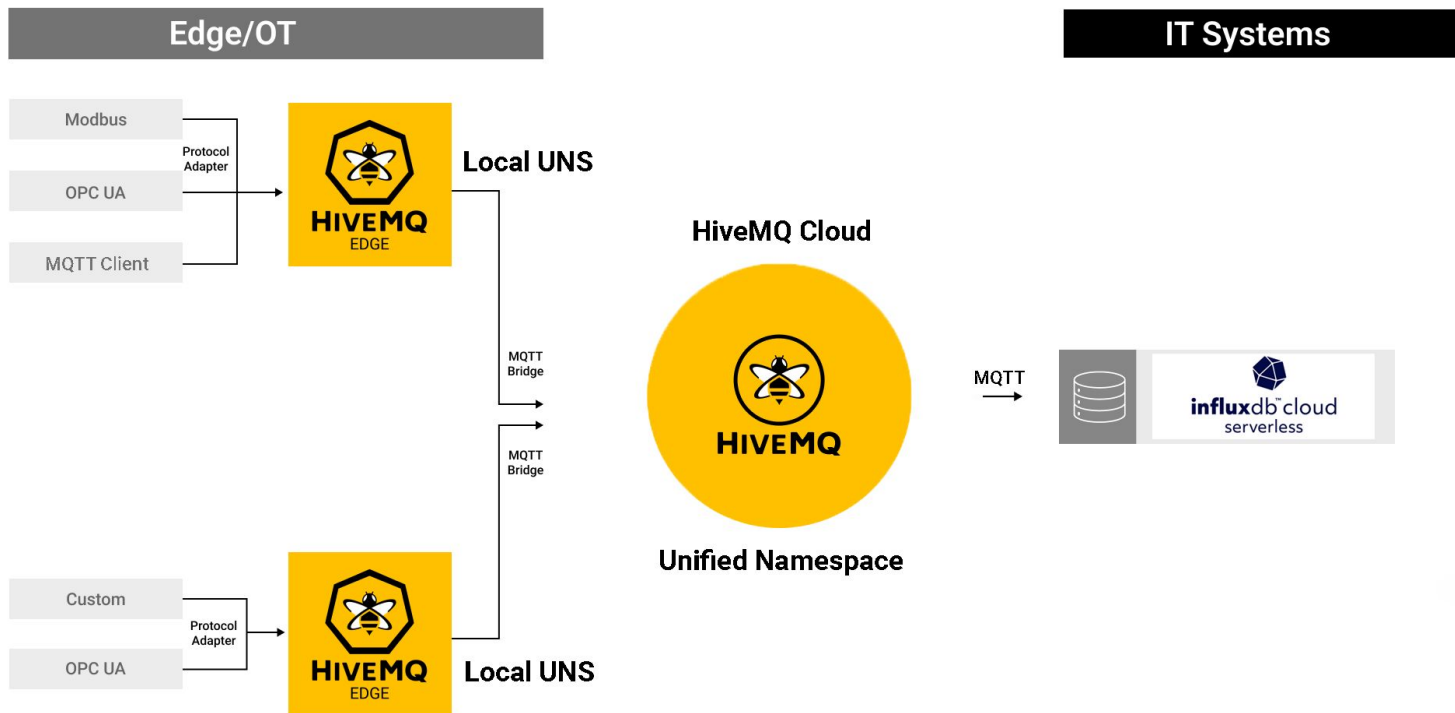 Edge/OT
IT Systems
Modbus
Protocol
Adapter
OPC UA
MQTT Client
HIVEMQ
EDGE
Local UNS
MQTT
Bridge
HiveMQ Cloud
HIVEMQ
Unified Namespace
MQTT
influxdb™ cloud
serverless
MQTT
Bridge
Custom
Protocol
Adapter
OPC UA
HIVEMQ
EDGE
Local UNS